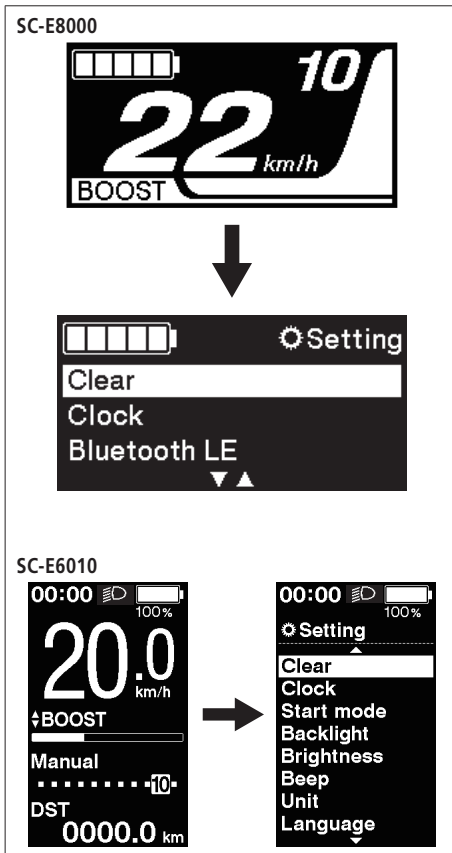 SC-E8000
10
22 km/h
BOOST
Setting
Clear
Clock
Bluetooth LE
SC-E6010
00:00
100%
20.0
km/h
BOOST
Manual
10
DST
0000.0 km
00:00
100%
Setting
Clear
Clock
Start mode
Backlight
Brightness
Beep
Unit
Language